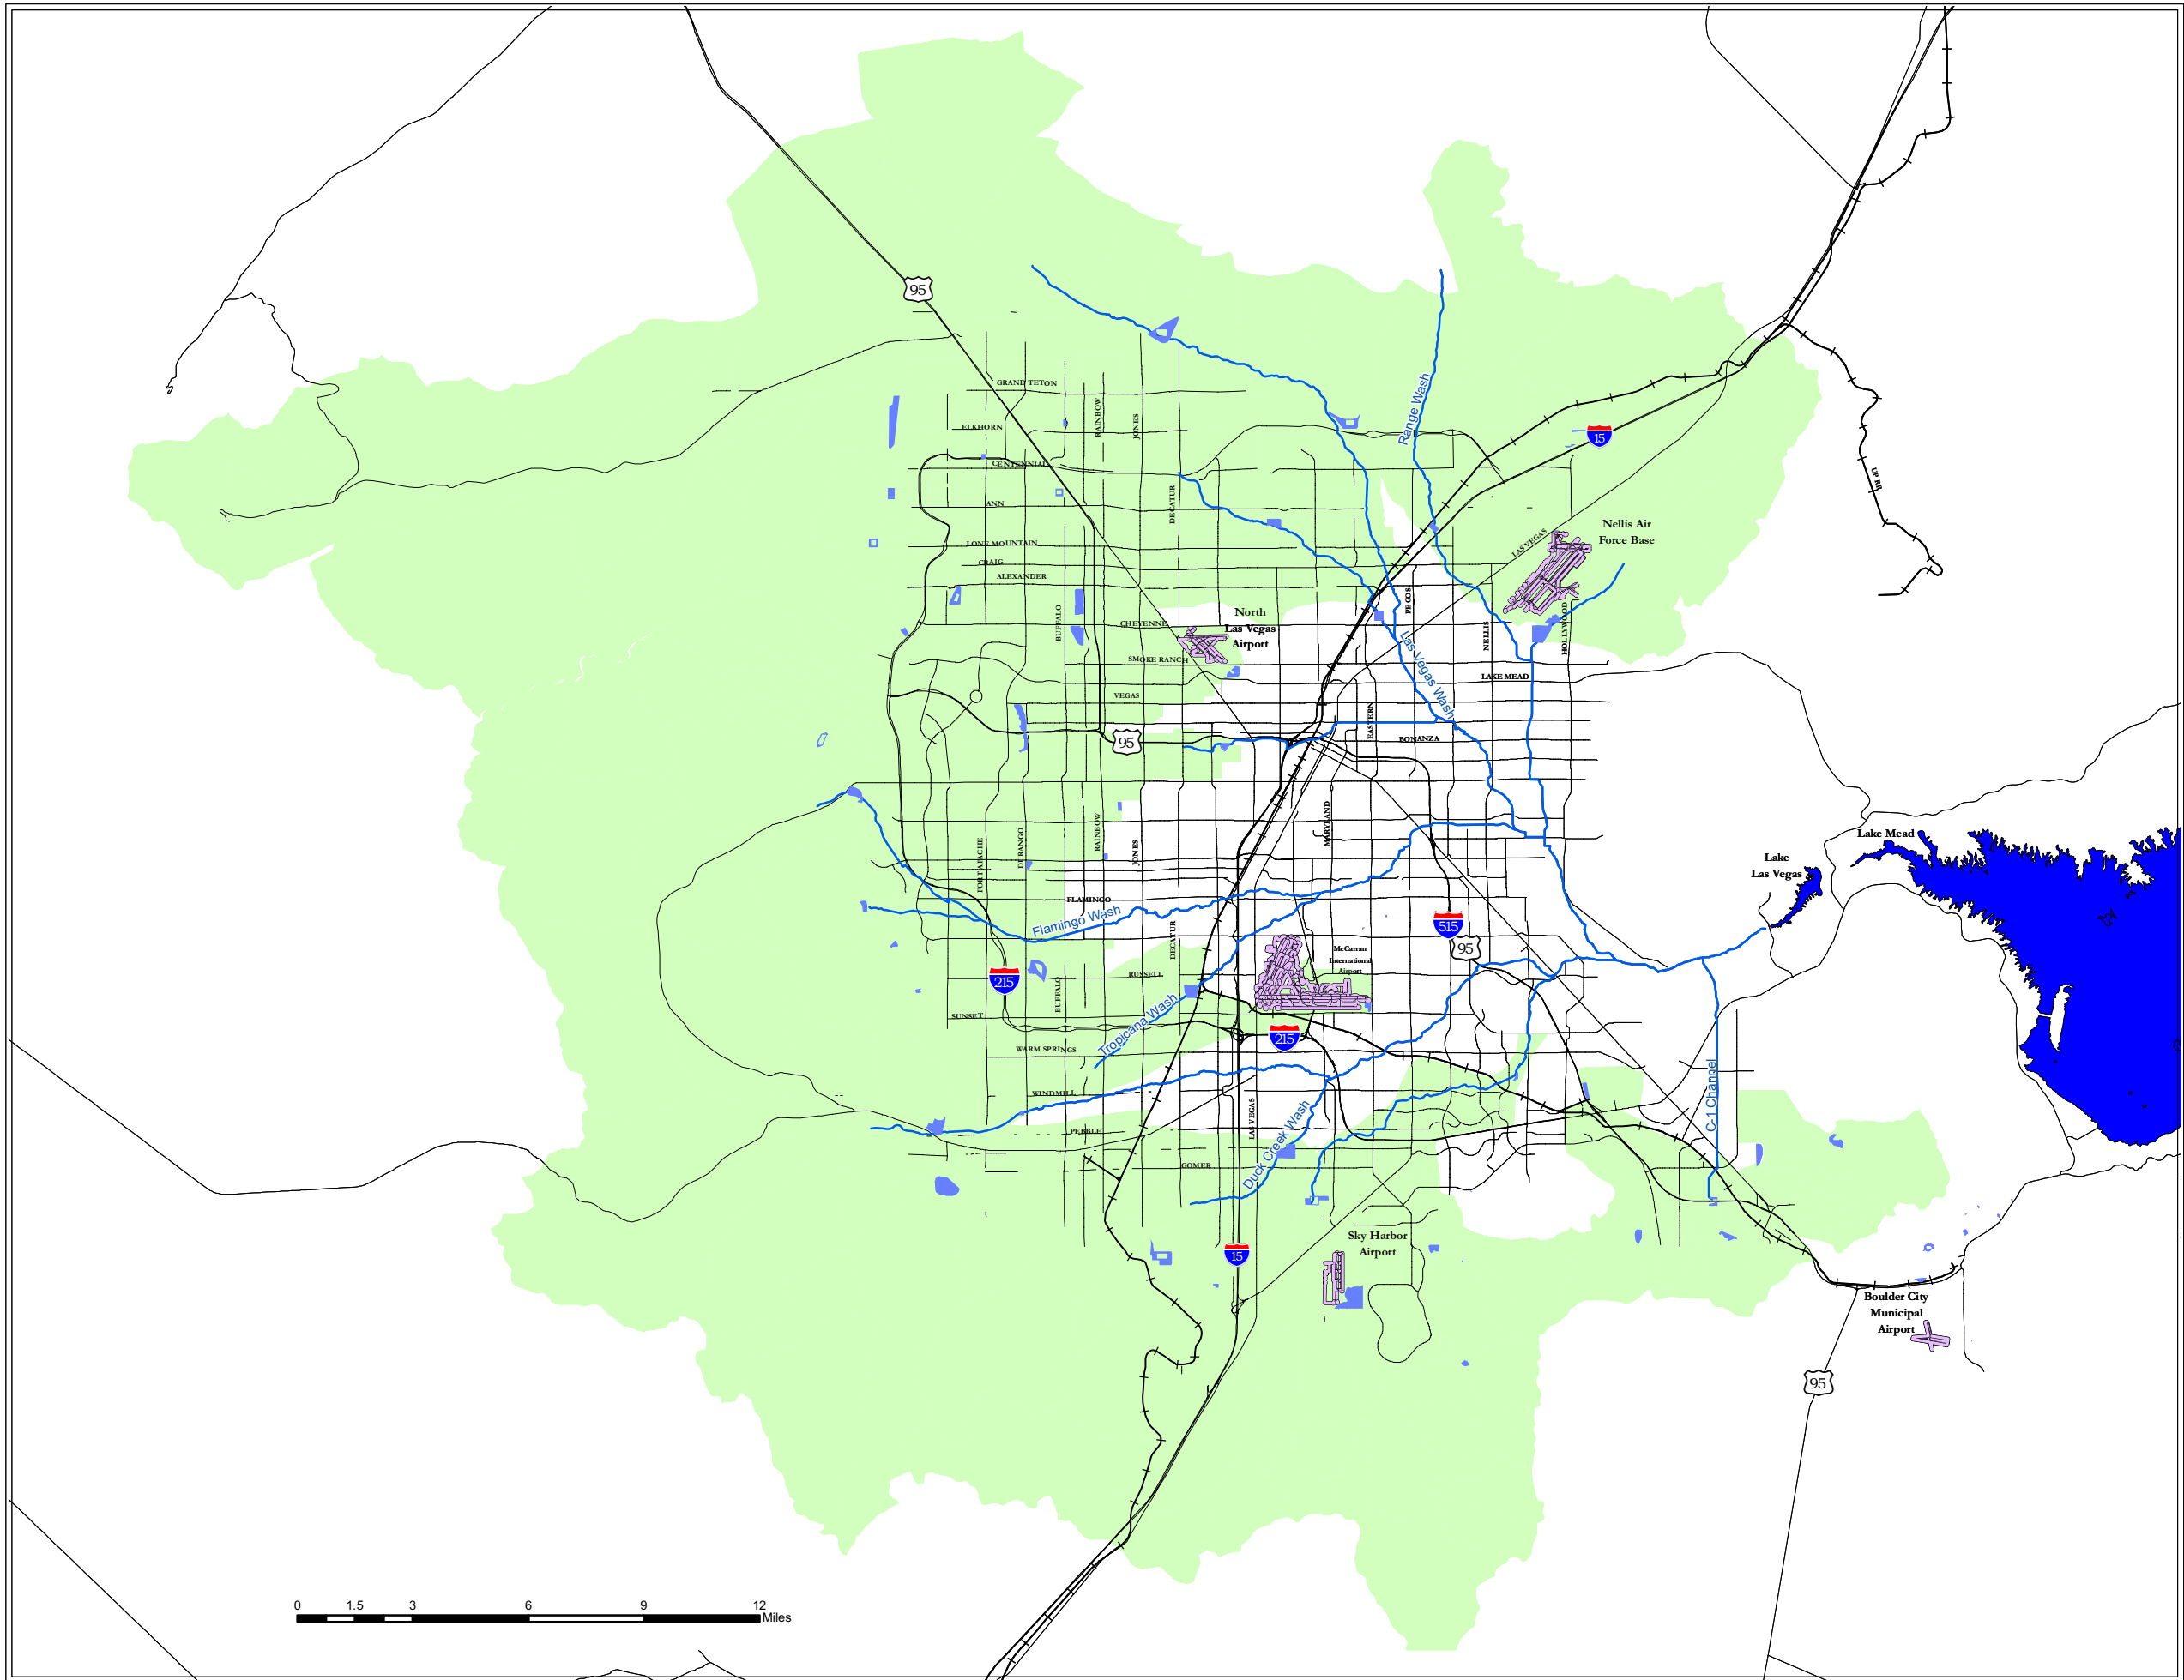 95
GRAND TETON
RAINBOW
JONES
ELKHORN
Range Wash
15
CENTENNIAL
UP RR
ANN
DECATUR
Nellis Air
Force Base
LAS VEGAS
LONE MOUNTAIN
CRAIG
ALEXANDER
PECOS
North
Las Vegas
Airport
BUFFALO
CHEYENNE
NELLIS
HOLLYWOOD
SMOKE RANCH
Las Vegas Wash
LAKE MEAD
VEGAS
EASTERN
95
BONANZA
MARYLAND
RAINBOW
DURANGO
JONES
FORT APACHE
Lake Mead
Lake
Las Vegas
FLAMINGO
Flamingo Wash
515
95
DECATUR
McCarran
International
Airport
215
RUSSELL
BUFFALO
SUNSET
Tropicana Wash
215
WARM SPRINGS
WINDMILL
C-1 Channel
LAS VEGAS
PEBBLE
Duck Creek Wash
GOMER
Sky Harbor
Airport
15
Boulder City
Municipal
Airport
95
0 1.5 3 6 9 12
Miles